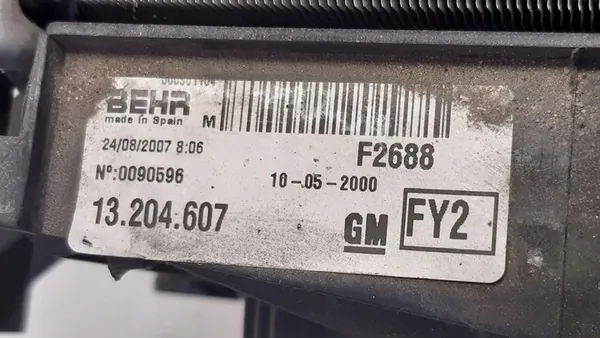 BEHR
made in Spain
M
24/08/2007 8:06
F2688
Nº:0090596
10-05-2000
13.204.607
GM
FY2